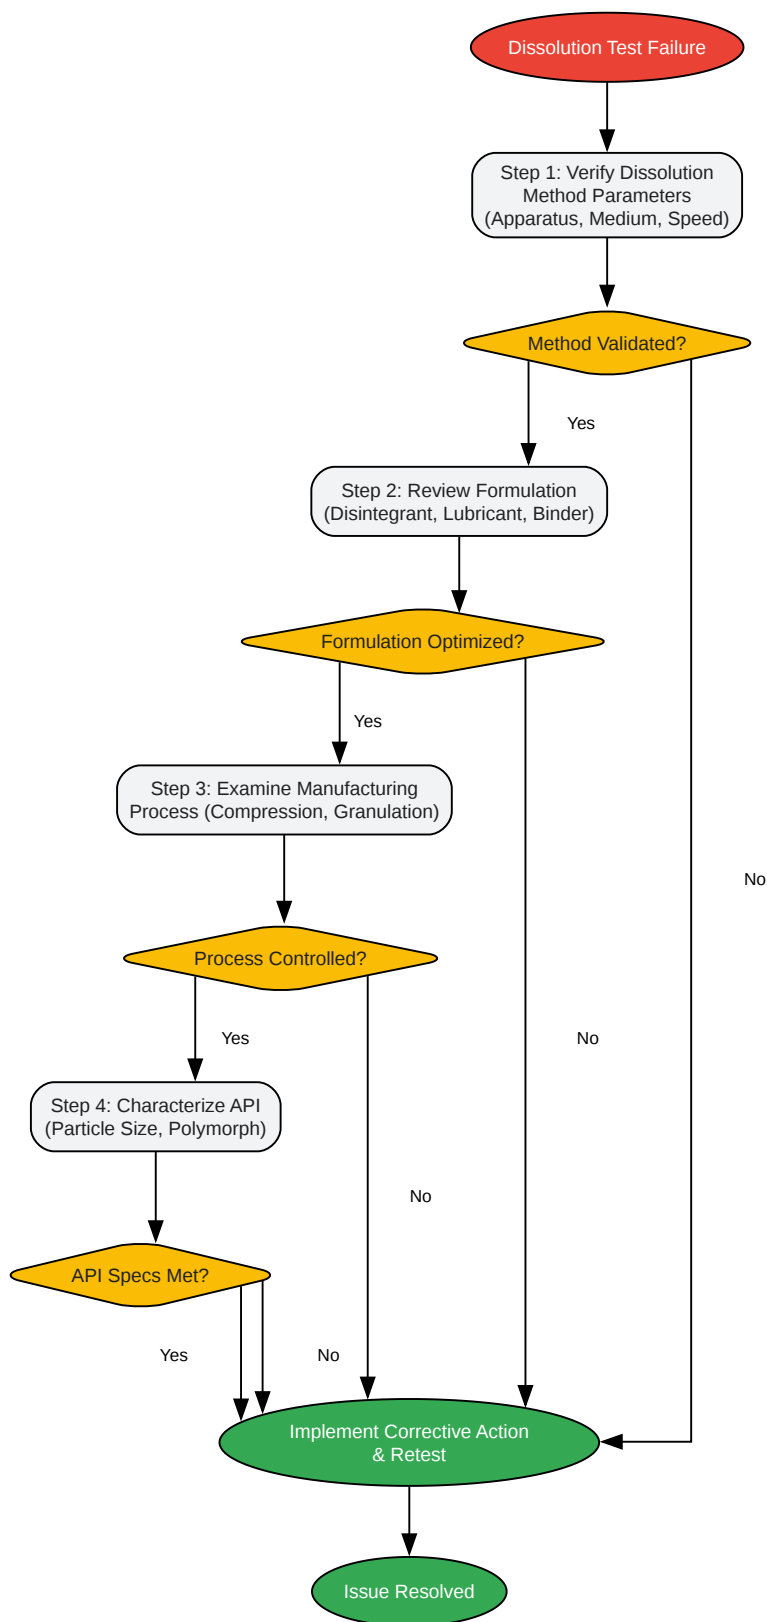 Dissolution Test Failure
Step 1: Verify Dissolution
Method Parameters
(Apparatus, Medium, Speed)
Method Validated?
Yes
Step 2: Review Formulation
(Disintegrant, Lubricant, Binder)
Formulation Optimized?
Yes
Step 3: Examine Manufacturing
Process (Compression, Granulation)
No
Process Controlled?
Yes
No
Step 4: Characterize API
(Particle Size, Polymorph)
No
API Specs Met?
Yes
No
Implement Corrective Action
& Retest
Issue Resolved